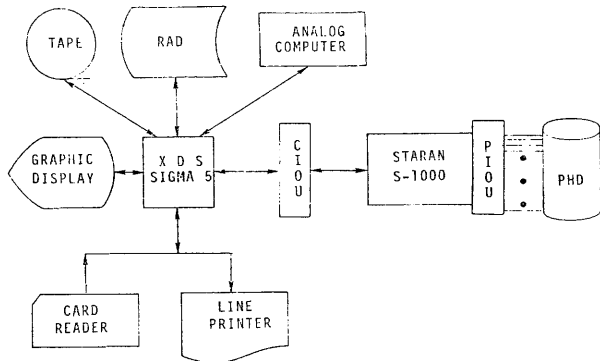 TAPE
RAD
ANALOG
COMPUTER
GRAPHIC
DISPLAY
X D S
SIGMA 5
C
I
O
U
STARAN
S-1000
P
I
O
U
PHD
CARD
READER
LINE
PRINTER